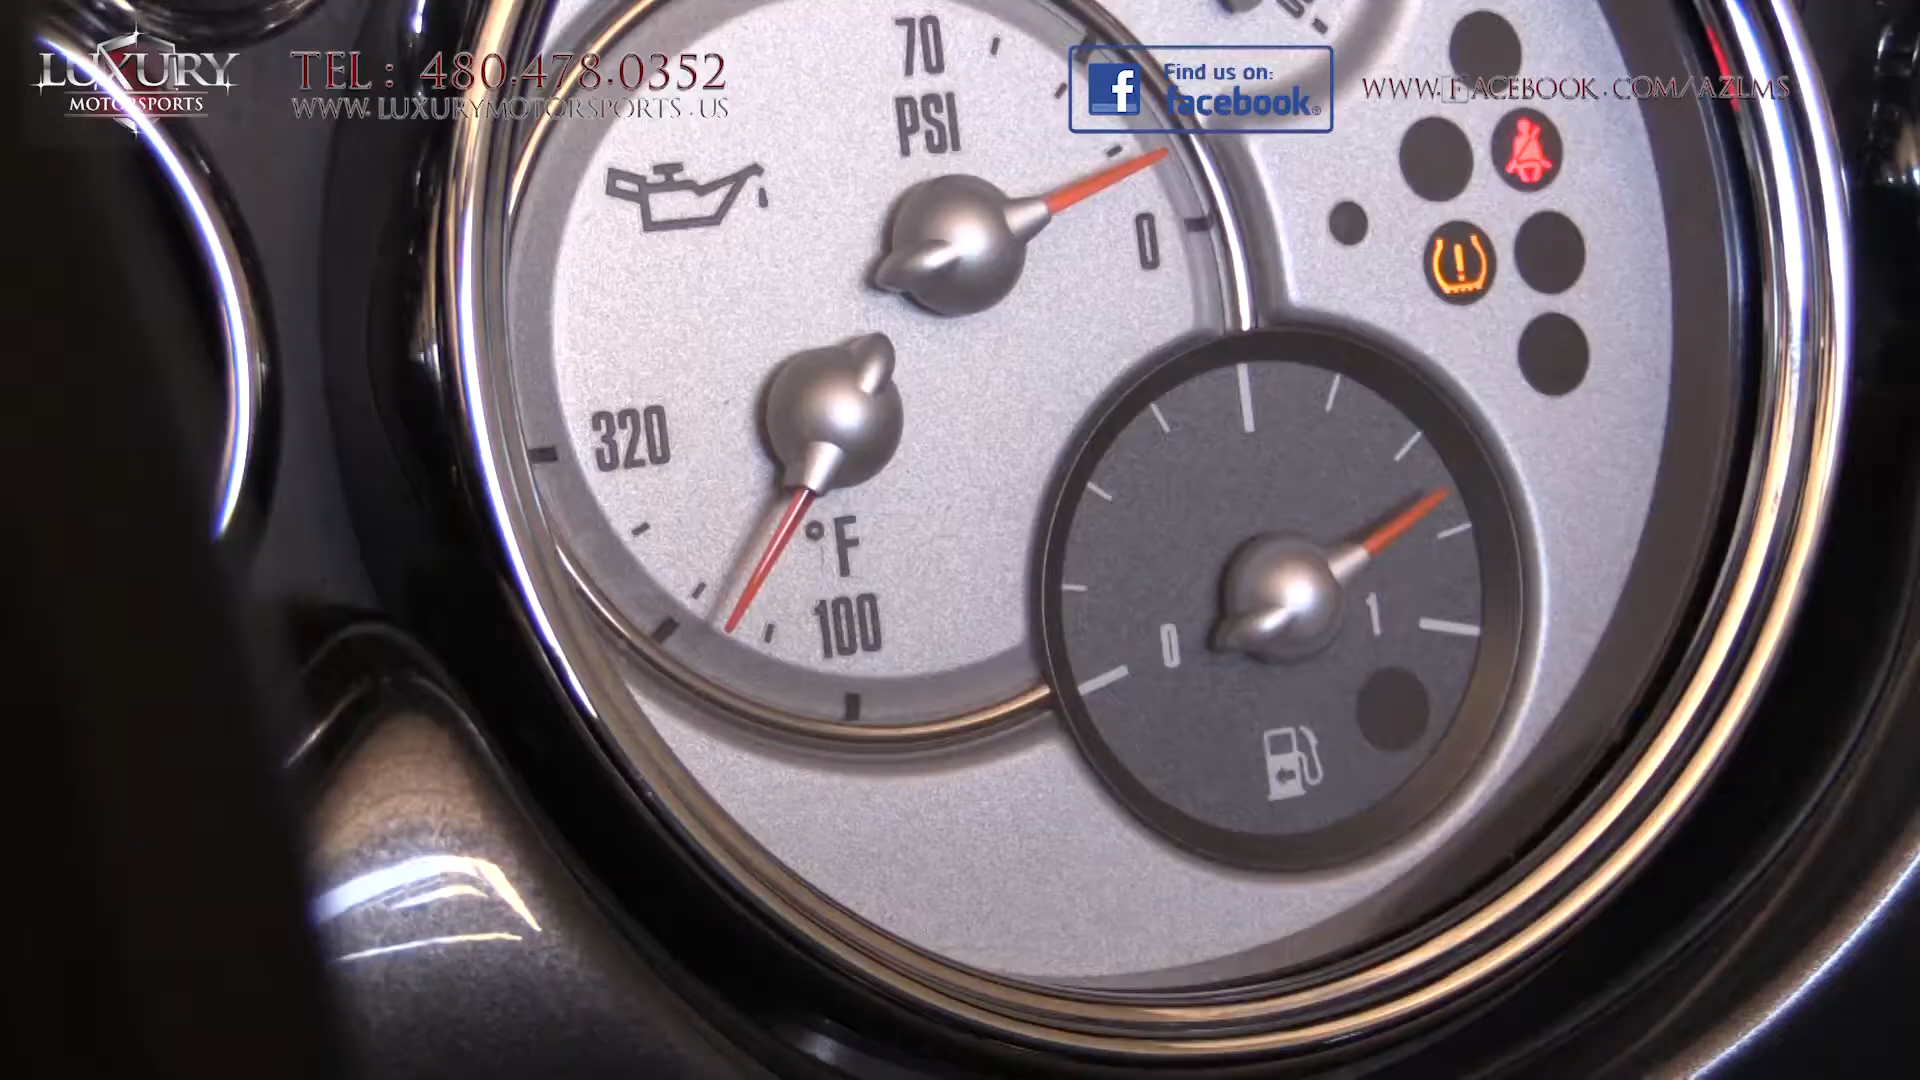 LUXURY
MOTORSPORTS
TEL: 480.478.0352
WWW.LUXURYMOTORSPORTS.US
Find us on:
facebook
WWW.FACEBOOK.COM/AZLMS
70
PSI
0
320
°F
100
0
1